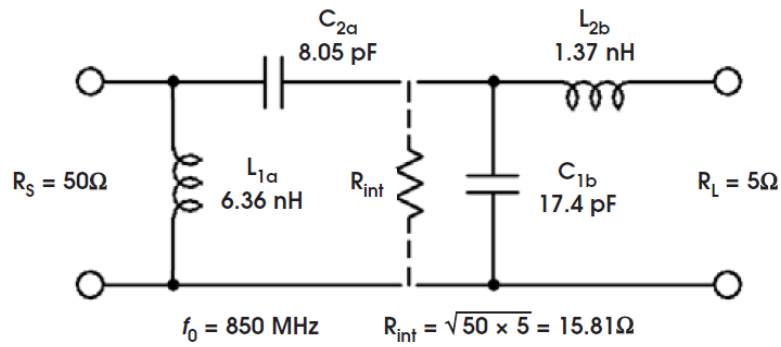 C2a
8.05 pF
L2b
1.37 nH
RS = 50Ω
L1a
6.36 nH
Rint
C1b
17.4 pF
RL = 5Ω
f0 = 850 MHz
Rint = √50 × 5 = 15.81Ω